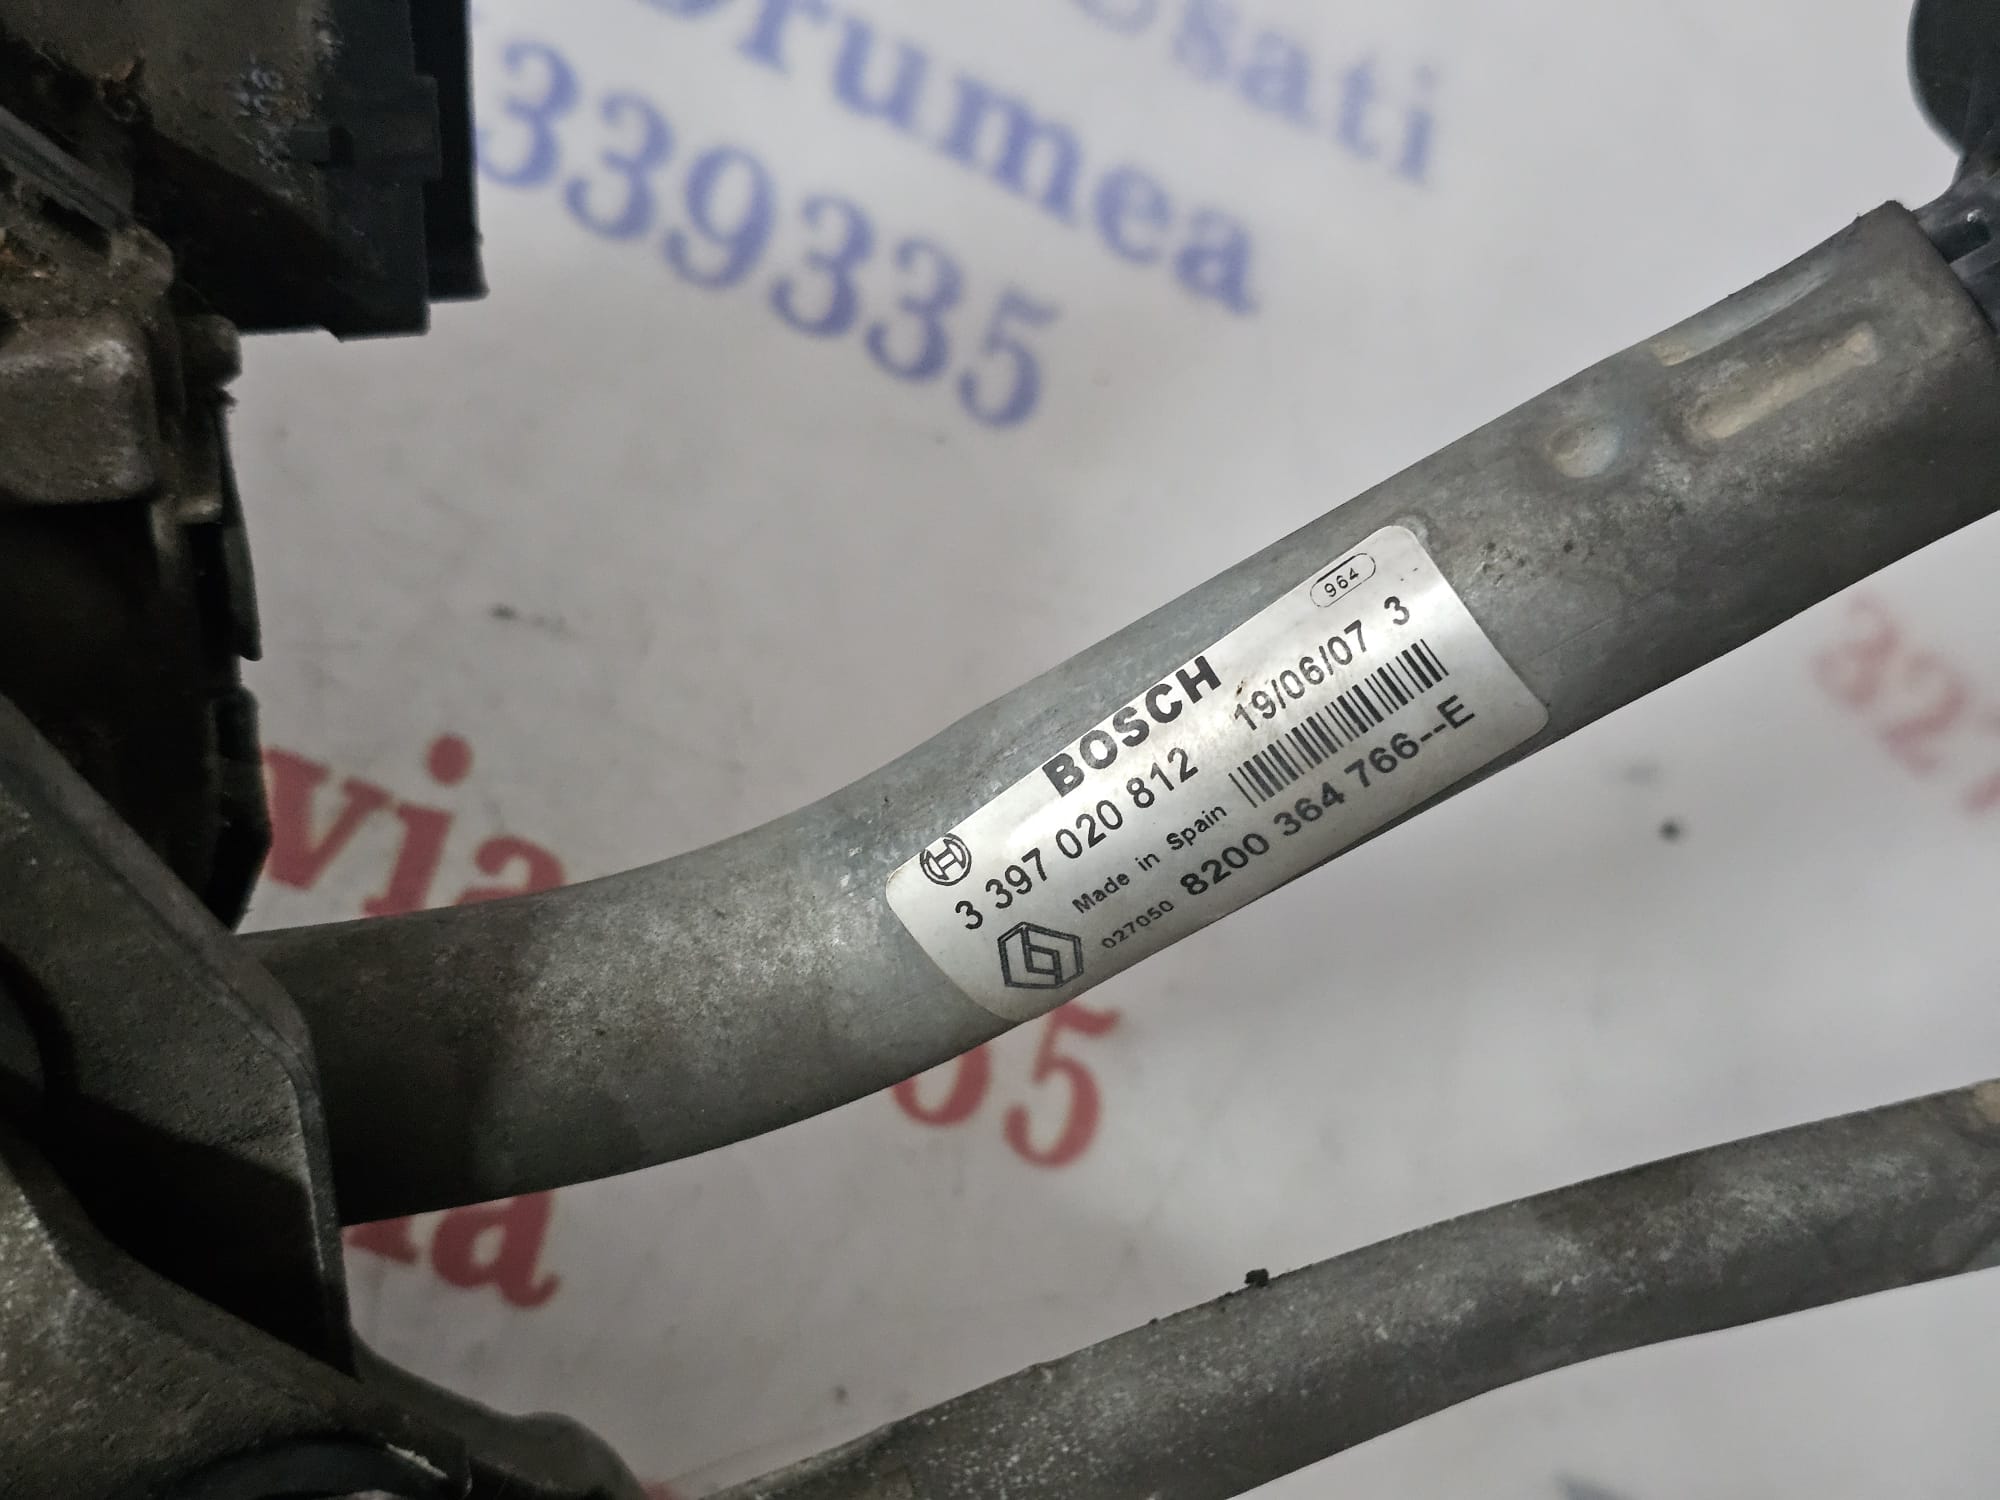 339335
964
BOSCH
3 397 020 812 19/06/07 3
Made in Spain
027050 8200 364 766--E